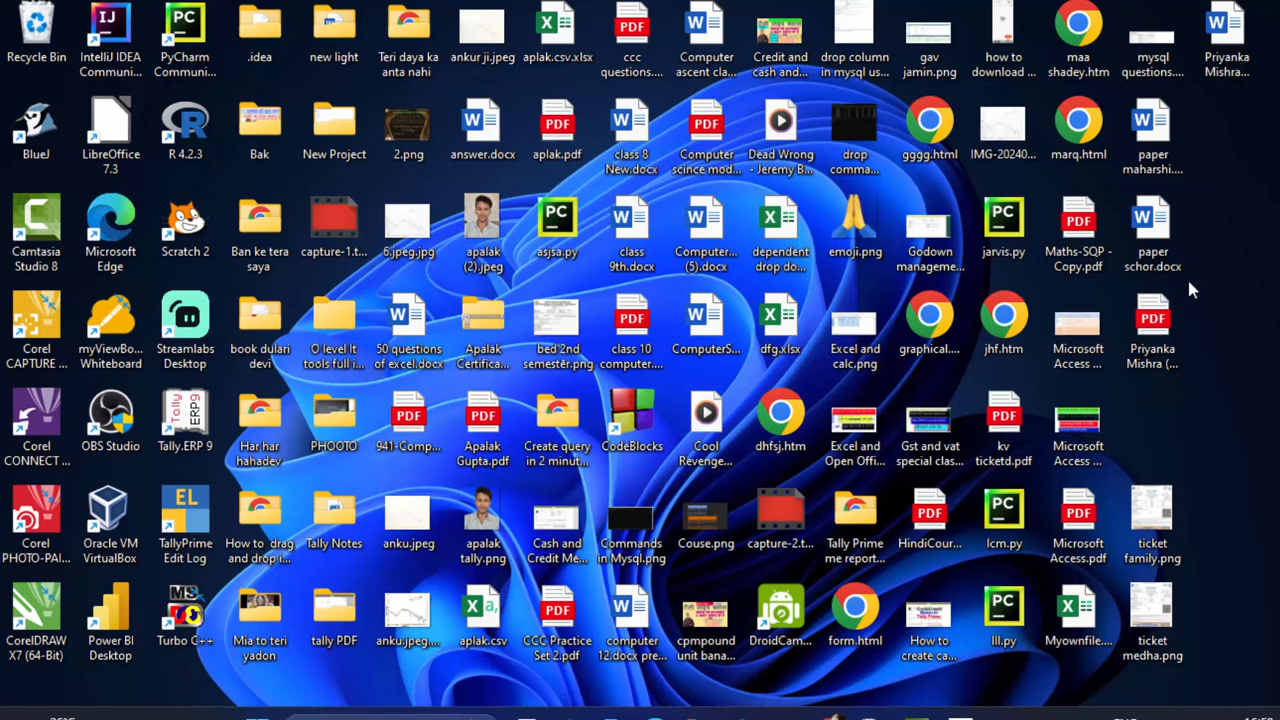 Recycle Bin
IntelliJ IDEA
Communi...
PyCharm
Communi...
.idea
new light
Teri daya ka
anta nahi
ankur ji.jpeg
aplak.csv.xlsx
ccc
questions....
Computer
ascent cla...
Credit and
cash and...
drop column
in mysql us...
gav
jamin.png
how to
download ...
maa
shadey.htm
mysql
questions....
Priyanka
Mishra...
BlueJ
LibreOffice
7.3
R 4.2.3
Bak
New Project
2.png
answer.docx
aplak.pdf
class 8
New.docx
Computer
scince mod...
Dead Wrong
- Jeremy B...
drop
comma...
gggg.html
IMG-20240...
marq.html
paper
maharshi....
Camtasia
Studio 8
Microsoft
Edge
Scratch 2
Ban ke tera
saya
capture-1.t...
6.jpeg.jpg
apalak
(2).jpeg
asjsa.py
class
9th.docx
Computer...
(5).docx
dependent
drop do...
emoji.png
Godown
manageme...
jarvis.py
Maths-SQP -
Copy.pdf
paper
schor.docx
Corel
CAPTURE ...
myViewBo...
Whiteboard
Streamlabs
Desktop
book dulari
devi
O level It
tools full i...
50 questions
of excel.docx
Apalak
Certifica...
bed 2nd
semester.png
class 10
computer....
ComputerS...
dfg.xlsx
Excel and
calc.png
graphical....
jhf.htm
Microsoft
Access ...
Priyanka
Mishra (...
Corel
CONNECT ...
OBS Studio
Tally.ERP 9
Har har
hahadev
PHOOTO
941-Comp...
Apalak
Gupta.pdf
Create query
in 2 minut...
CodeBlocks
Cool
Revenge...
dhfsj.htm
Excel and
Open Offi...
Gst and vat
special clas...
kv
ticketd.pdf
Microsoft
Access ...
Corel
PHOTO-PAI...
Oracle VM
VirtualBox
TallyPrime
Edit Log
How to drag
and drop i...
Tally Notes
anku.jpeg
apalak
tally.png
Cash and
Credit Me...
Commands
in Mysql.png
Couse.png
capture-2.t...
Tally Prime
me report...
HindiCour...
lcm.py
Microsoft
Access.pdf
ticket
family.png
CorelDRAW
X7 (64-Bit)
Power BI
Desktop
Turbo C++
Mia to teri
yadon
tally PDF
anku.jpeg....
aplak.csv
CCC Practice
Set 2.pdf
computer
12.docx pre...
cpmpound
unit bana...
DroidCam...
form.html
How to
create ca...
lll.py
Myownfile....
ticket
medha.png